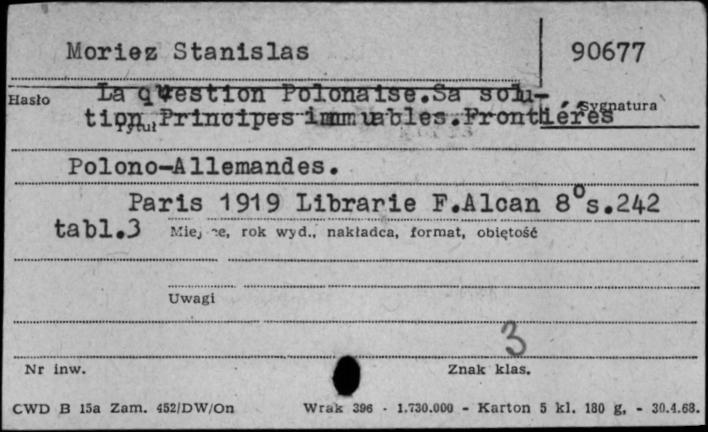 Moriez Stanislas 90677
Hasło La question Polonaise.Sa solu- Sygnatura
Tytuł tion Principes immuables.Frontiéres
Polono-Allemandes.
Paris 1919 Librarie F.Alcan 8° s.242
tabl.3 Miejsce, rok wyd., nakładca, format, obiętość
Uwagi
3
Nr inw. Znak klas.
CWD B 15a Zam. 452/DW/On Wrak 396 - 1.730.000 - Karton 5 kl. 180 g. - 30.4.68.